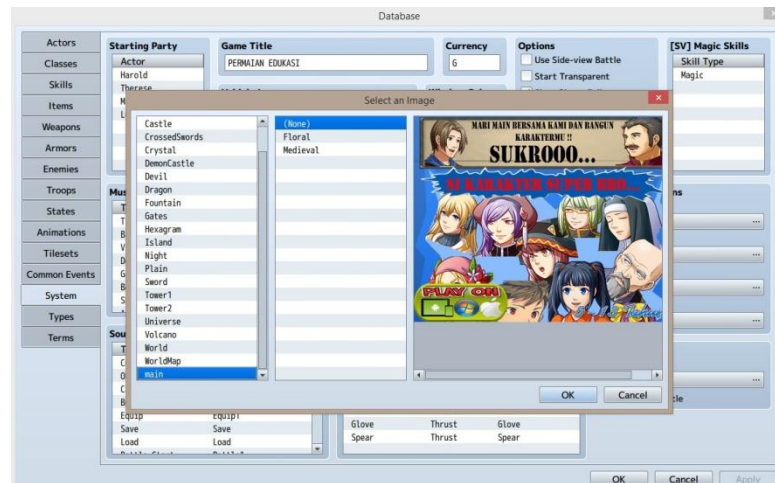 Database
Actors
Classes
Skills
Items
Weapons
Armors
Enemies
Troops
States
Animations
Tilesets
Common Events
System
Types
Terms
Starting Party
Actor
Harold
Therese
Game Title
PERMAIAN EDUKASI
Currency
G
Options
Use Side-view Battle
Start Transparent
[SV] Magic Skills
Skill Type
Magic
Select an Image
Castle
CrossedSwords
Crystal
DemonCastle
Devil
Dragon
Fountain
Gates
Hexagram
Island
Night
Plain
Sword
Tower1
Tower2
Universe
Volcano
World
WorldMap
main
(None)
Floral
Medieval
MARI MAIN BERSAMA KAMI DAN BANGUN
KARAKTERMU !!
SUKROOO...
SI KARAKTER SUPER BRO...
PLAY ON
OK
Cancel
Equip
Equip1
Save
Save
Load
Load
Glove
Thrust
Glove
Spear
Thrust
Spear
OK
Cancel
Apply